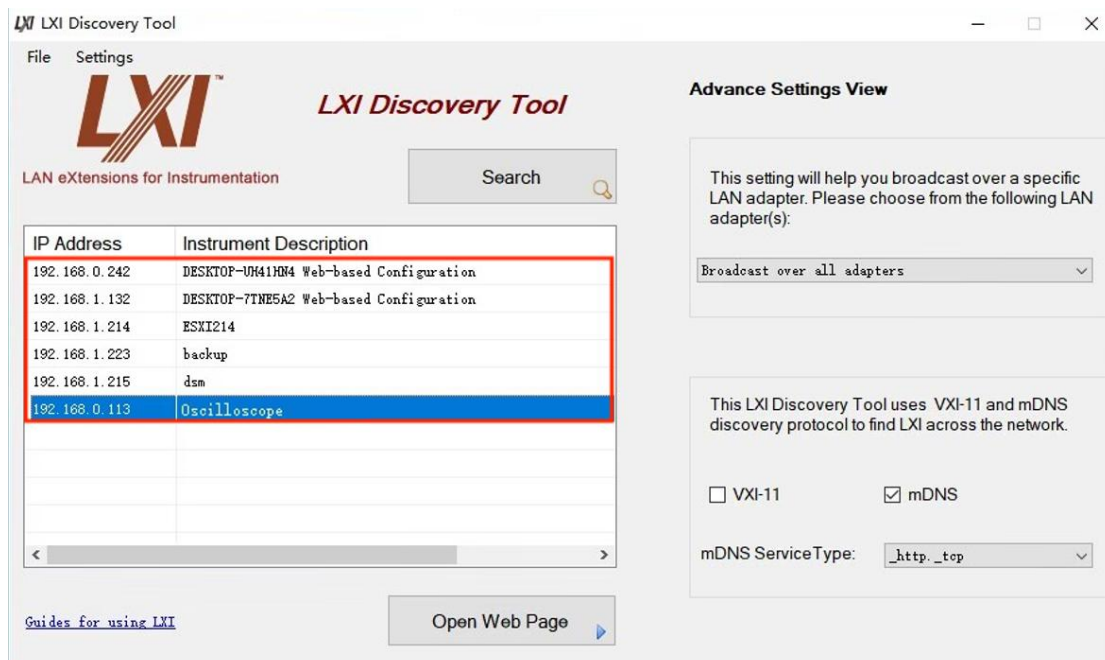 LXI LXI Discovery Tool
File Settings
LXI™
LAN eXtensions for Instrumentation
LXI Discovery Tool
Search
IP Address Instrument Description
192.168.0.242 DESKTOP-UH41HN4 Web-based Configuration
192.168.1.132 DESKTOP-7TNE5A2 Web-based Configuration
192.168.1.214 ESXI214
192.168.1.223 backup
192.168.1.215 dsm
192.168.0.113 Oscilloscope
Guides for using LXI
Open Web Page
Advance Settings View
This setting will help you broadcast over a specific
LAN adapter. Please choose from the following LAN
adapter(s):
Broadcast over all adapters
This LXI Discovery Tool uses VXI-11 and mDNS
discovery protocol to find LXI across the network.
VXI-11 mDNS
mDNS ServiceType: _http._tcp